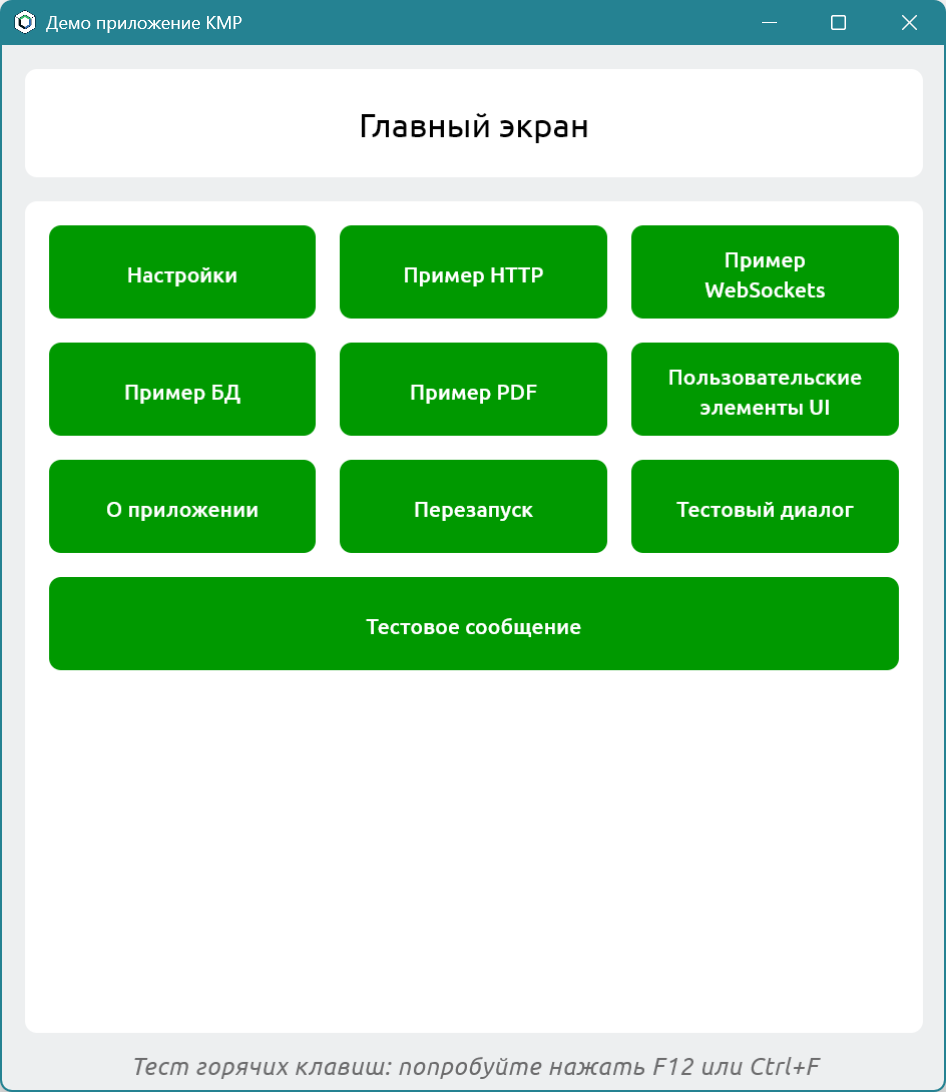 Демо приложение KMP
Главный экран
Настройки
Пример HTTP
Пример
WebSockets
Пример БД
Пример PDF
Пользовательские
элементы UI
О приложении
Перезапуск
Тестовый диалог
Тестовое сообщение
Тест горячих клавиш: попробуйте нажать F12 или Ctrl+F